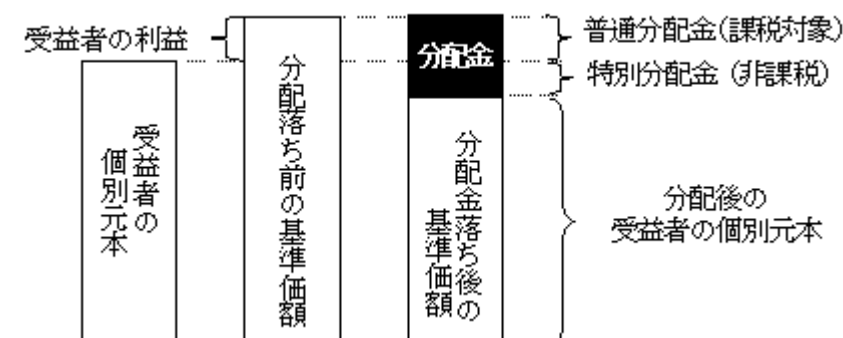 受益者の利益
受益者の
個別元本
分配落ち前の基準価額
分配金
分配金落ち後の
基準価額
普通分配金(課税対象)
特別分配金 (非課税)
分配後の
受益者の個別元本